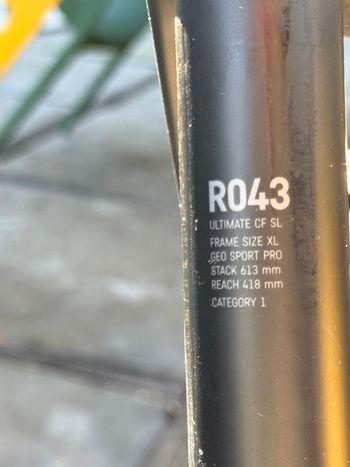 R043
ULTIMATE CF SL
FRAME SIZE XL
GEO SPORT PRO
STACK 613 mm
REACH 418 mm
CATEGORY 1